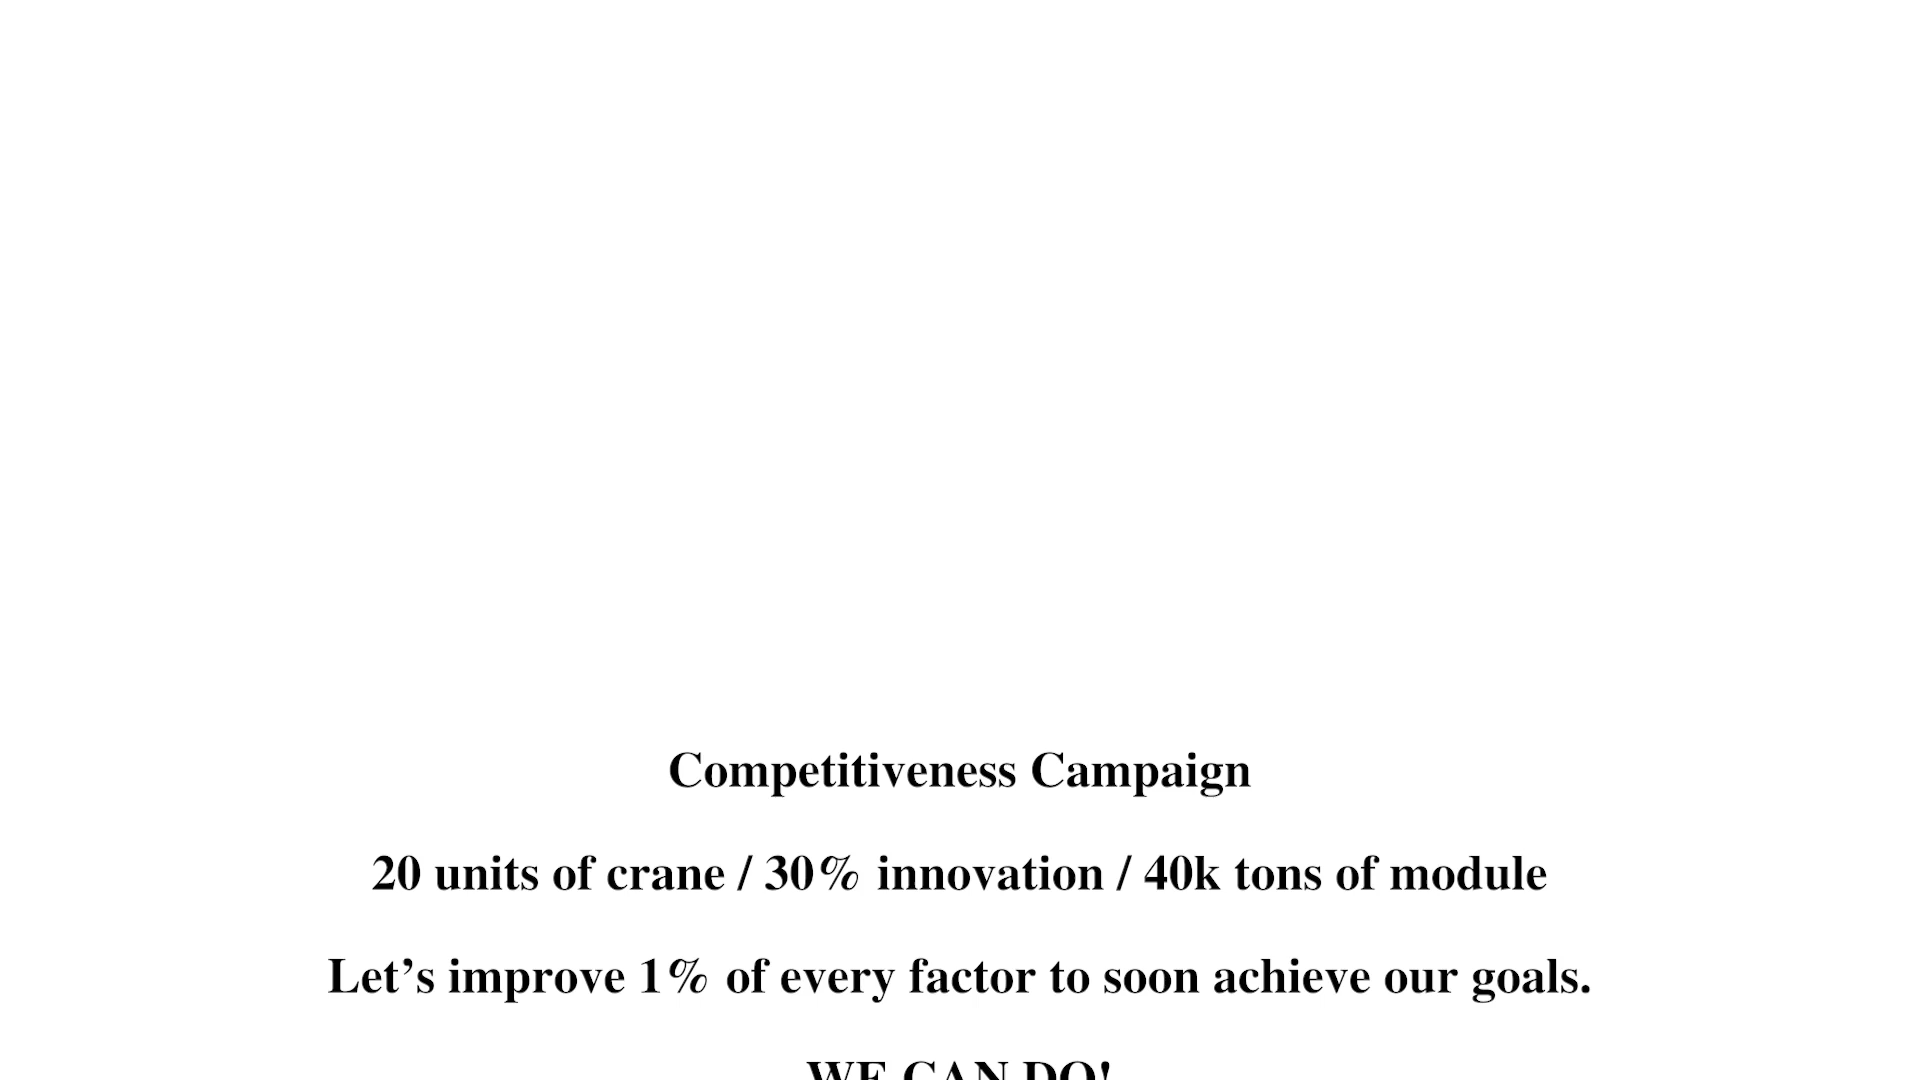 Competitiveness Campaign
20 units of crane / 30% innovation / 40k tons of module
Let’s improve 1% of every factor to soon achieve our goals.
WE CAN DO!